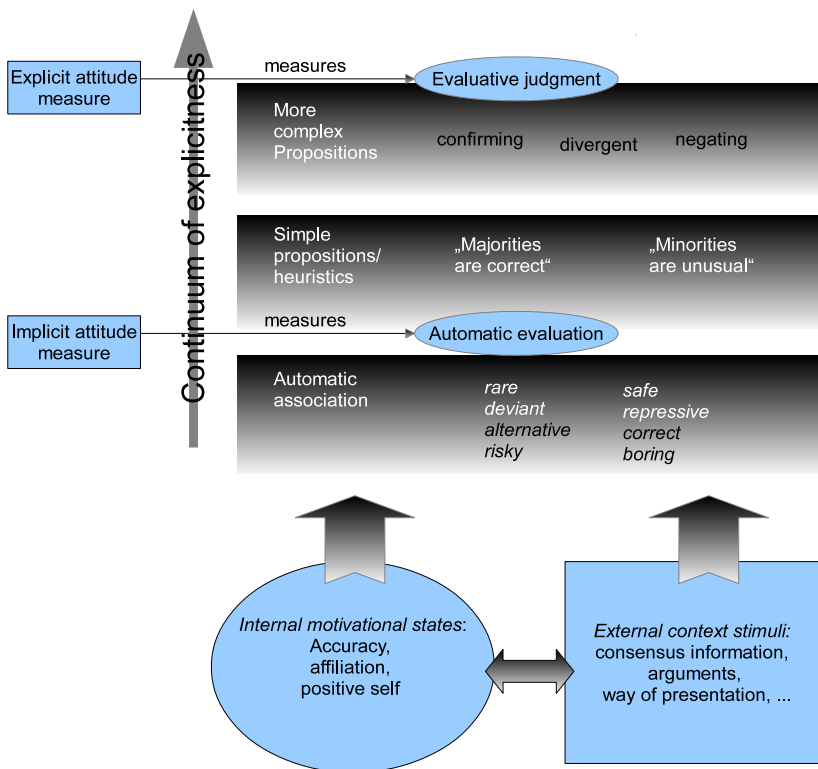 Explicit attitude
measure
measures
Evaluative judgment
Continuum of explicitness
More
complex
Propositions
confirming
divergent
negating
Simple
propositions/
heuristics
„Majorities
are correct“
„Minorities
are unusual“
Implicit attitude
measure
measures
Automatic evaluation
Automatic
association
rare
deviant
alternative
risky
safe
repressive
correct
boring
Internal motivational states:
Accuracy,
affiliation,
positive self
External context stimuli:
consensus information,
arguments,
way of presentation, ...